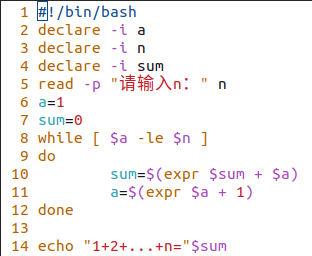 1 #!/bin/bash
2 declare -i a
3 declare -i n
4 declare -i sum
5 read -p "请输入n：" n
6 a=1
7 sum=0
8 while [ $a -le $n ]
9 do
10         sum=$(expr $sum + $a)
11         a=$(expr $a + 1)
12 done
13
14 echo "1+2+...+n="$sum